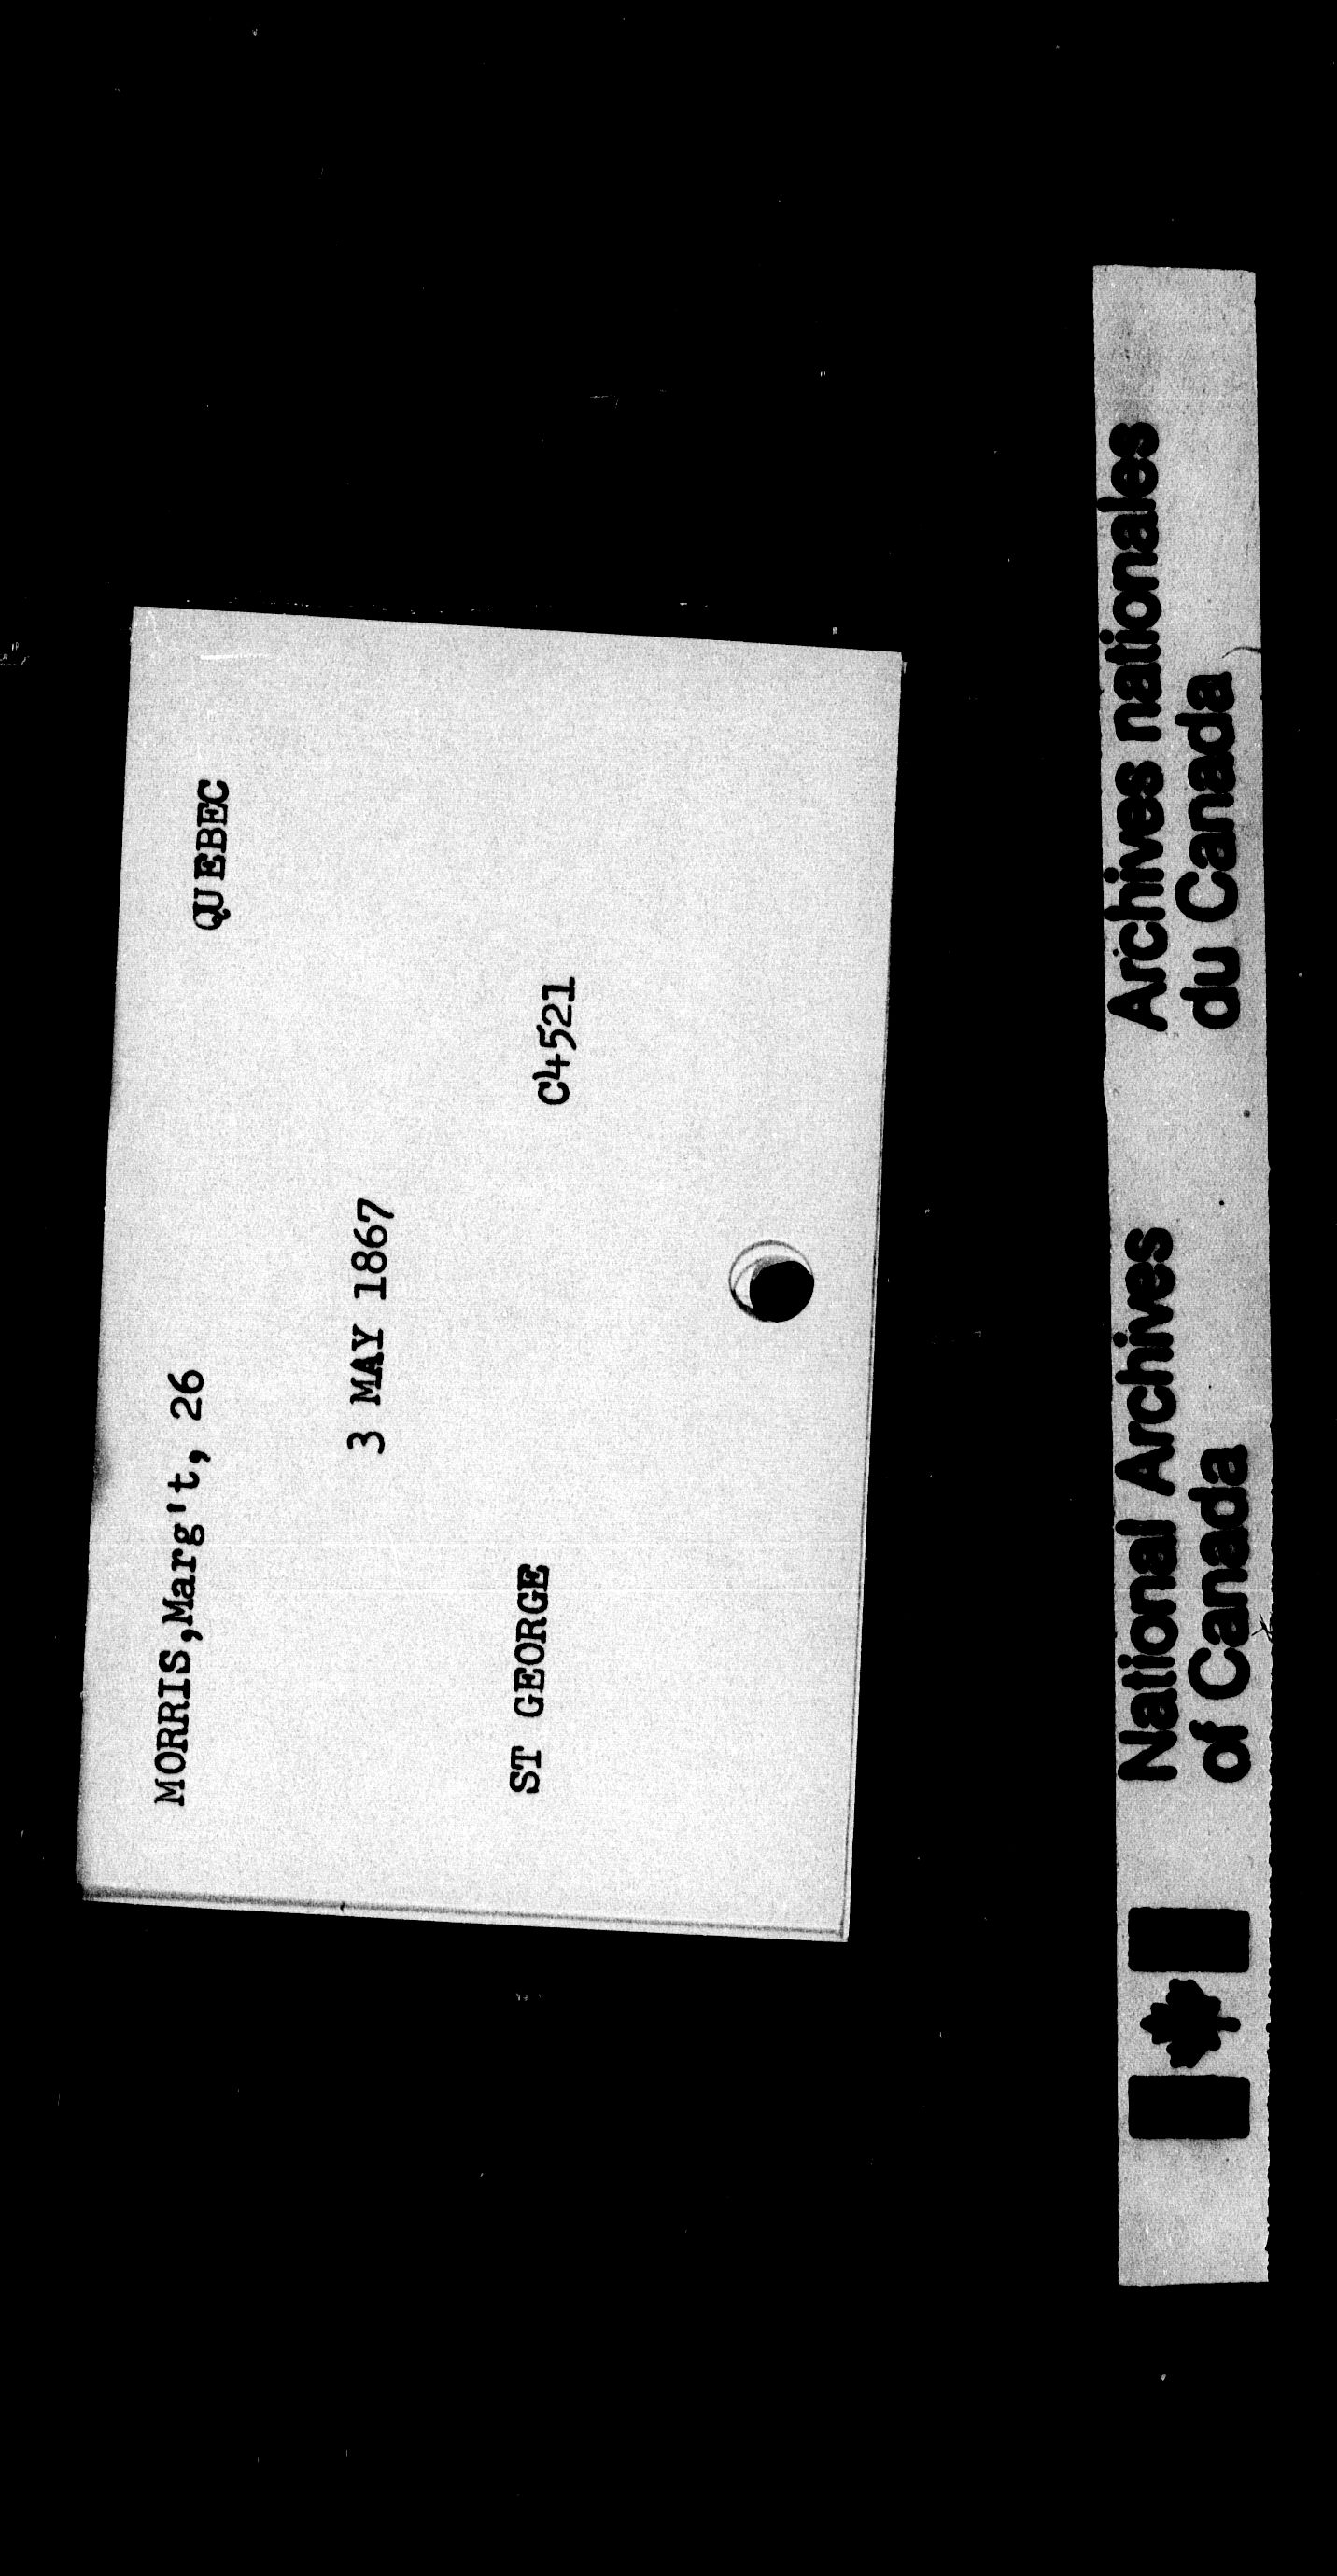 MORRIS,Marg't, 26 QUEBEC
3 MAY 1867
ST GEORGE C4521
National Archives
of Canada
Archives nationales
du Canada